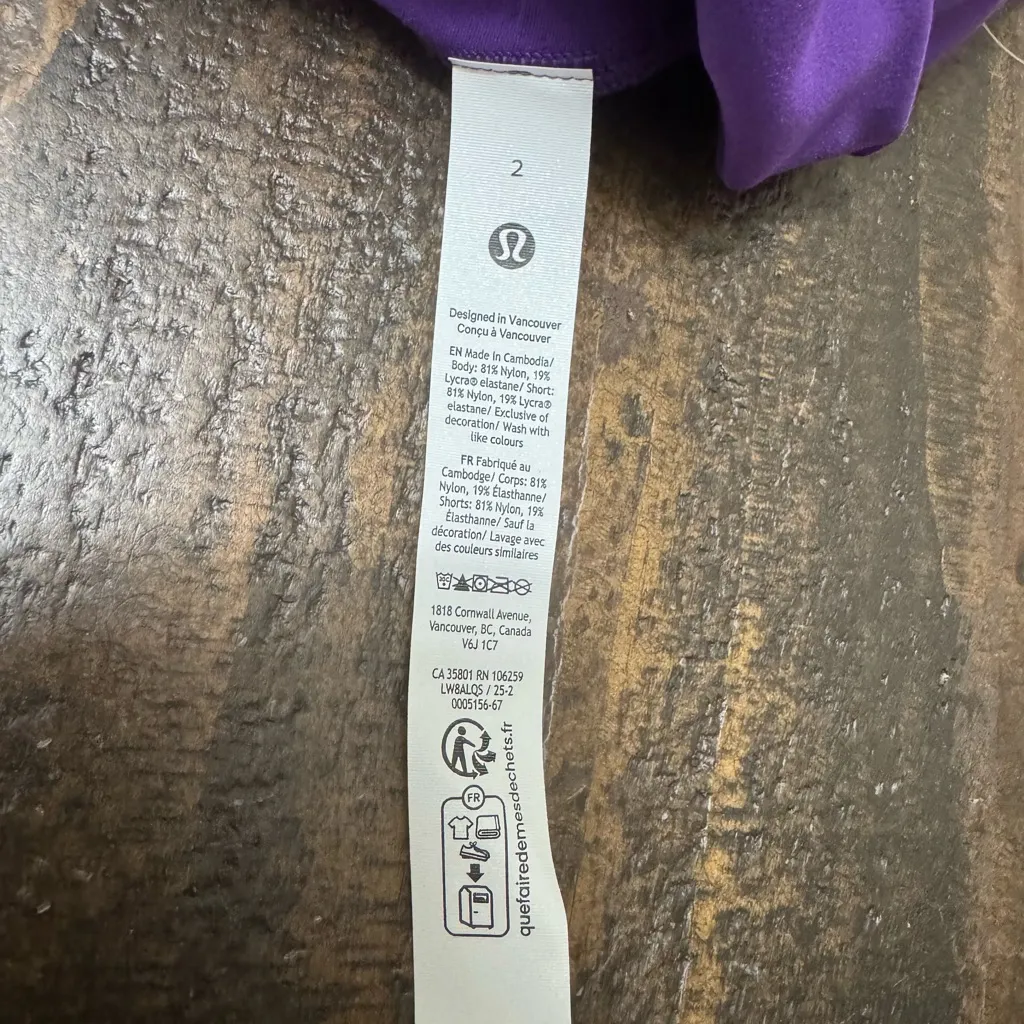 2
Designed in Vancouver
Conçu à Vancouver
EN Made in Cambodia/
Body: 81% Nylon, 19%
Lycra® elastane/ Short:
81% Nylon, 19% Lycra®
elastane/ Exclusive of
decoration/ Wash with
like colours
FR Fabriqué au
Cambodge/ Corps: 81%
Nylon, 19% Élasthanne/
Shorts: 81% Nylon, 19%
Élasthanne/ Sauf la
décoration/ Lavage avec
des couleurs similaires
30C
1818 Cornwall Avenue,
Vancouver, BC, Canada
V6J 1C7
CA 35801 RN 106259
LW8ALQS / 25-2
0005156-67
FR
quefairedemesdechets.fr